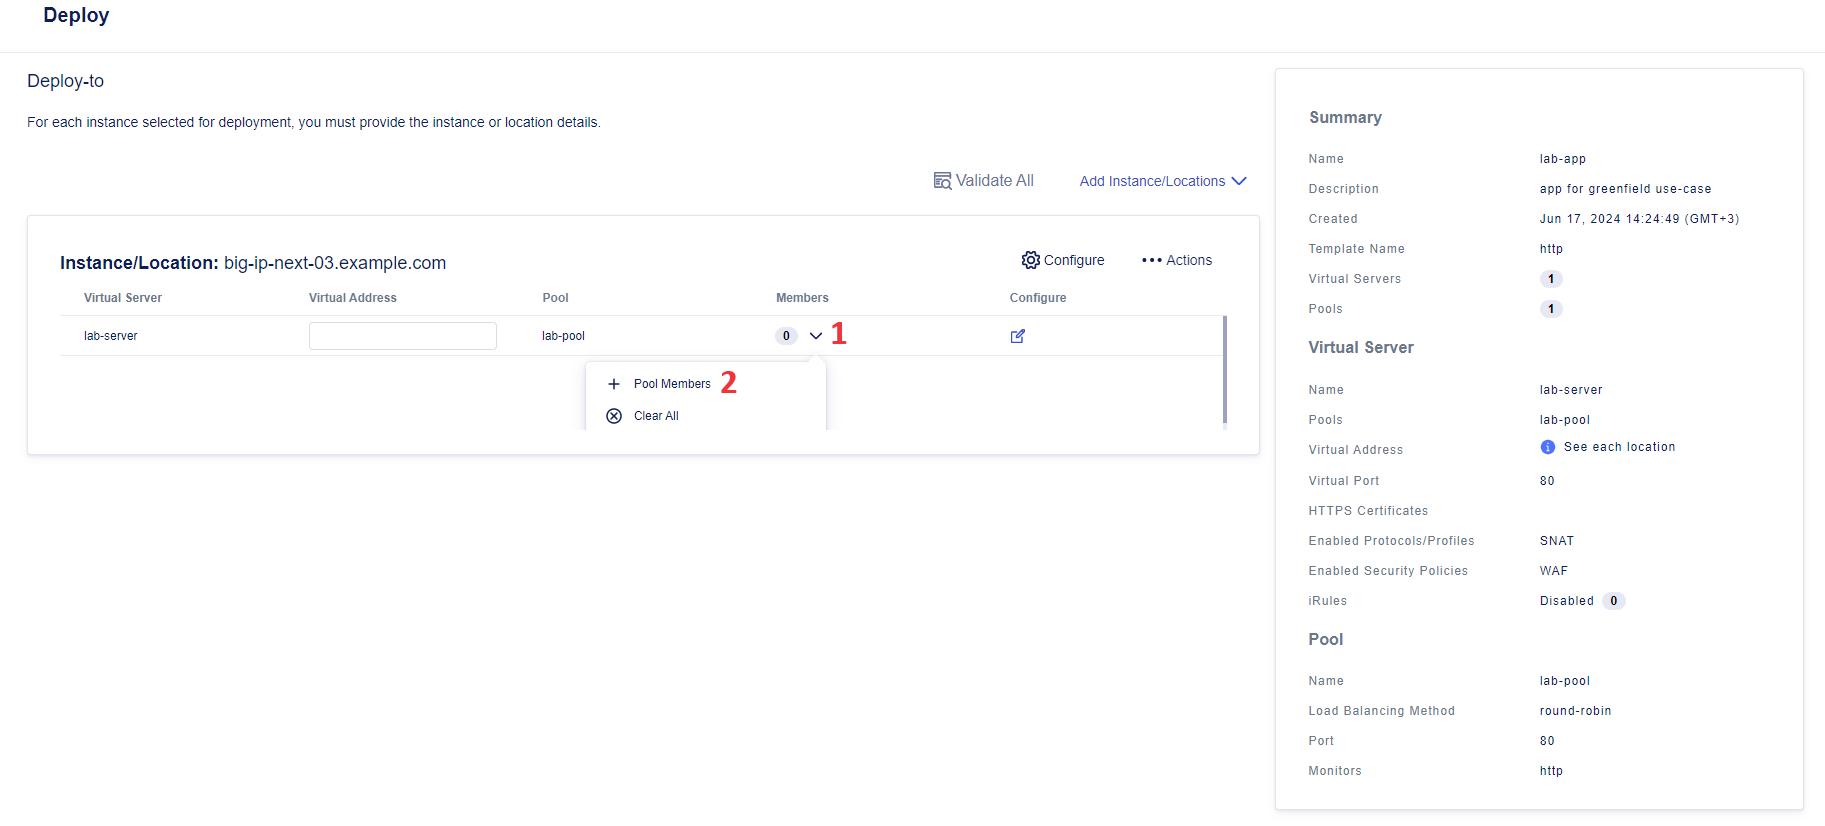 Deploy
Deploy-to
For each instance selected for deployment, you must provide the instance or location details.
Validate All
Add Instance/Locations
Instance/Location: big-ip-next-03.example.com
Configure
Actions
Virtual Server Virtual Address Pool Members Configure
lab-server lab-pool 0 1
Pool Members 2
Clear All
Summary
Name lab-app
Description app for greenfield use-case
Created Jun 17, 2024 14:24:49 (GMT+3)
Template Name http
Virtual Servers 1
Pools 1
Virtual Server
Name lab-server
Pools lab-pool
Virtual Address See each location
Virtual Port 80
HTTPS Certificates
Enabled Protocols/Profiles SNAT
Enabled Security Policies WAF
iRules Disabled 0
Pool
Name lab-pool
Load Balancing Method round-robin
Port 80
Monitors http